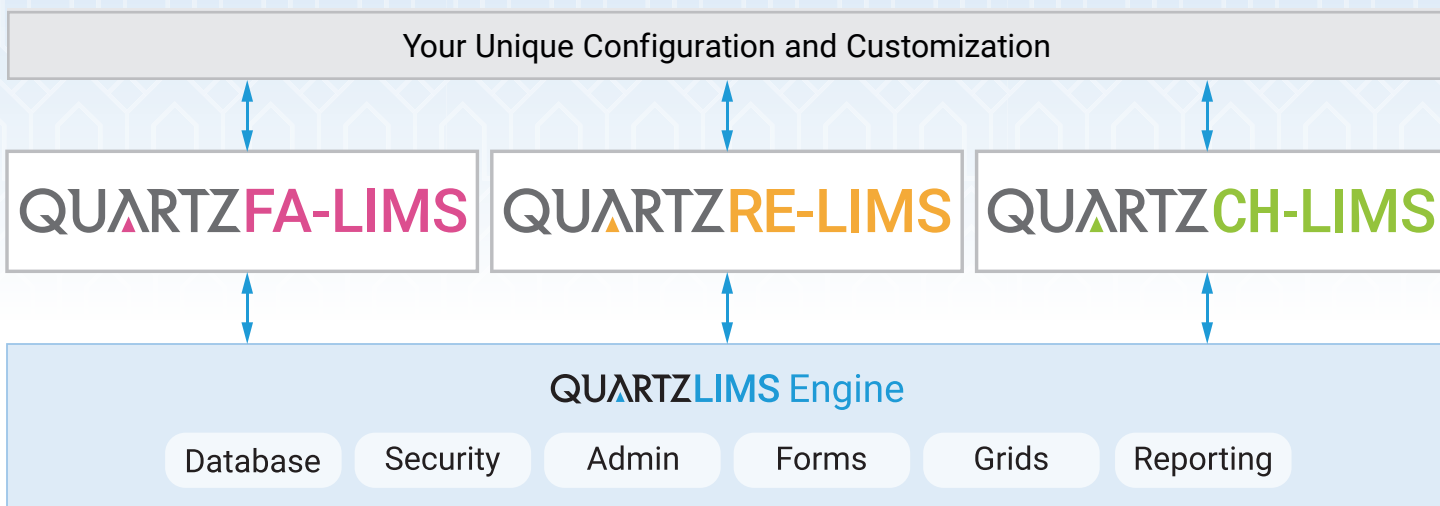 Your Unique Configuration and Customization
QUARTZFA-LIMS QUARTZRE-LIMS QUARTZCH-LIMS
QUARTZLIMS Engine
Database Security Admin Forms Grids Reporting